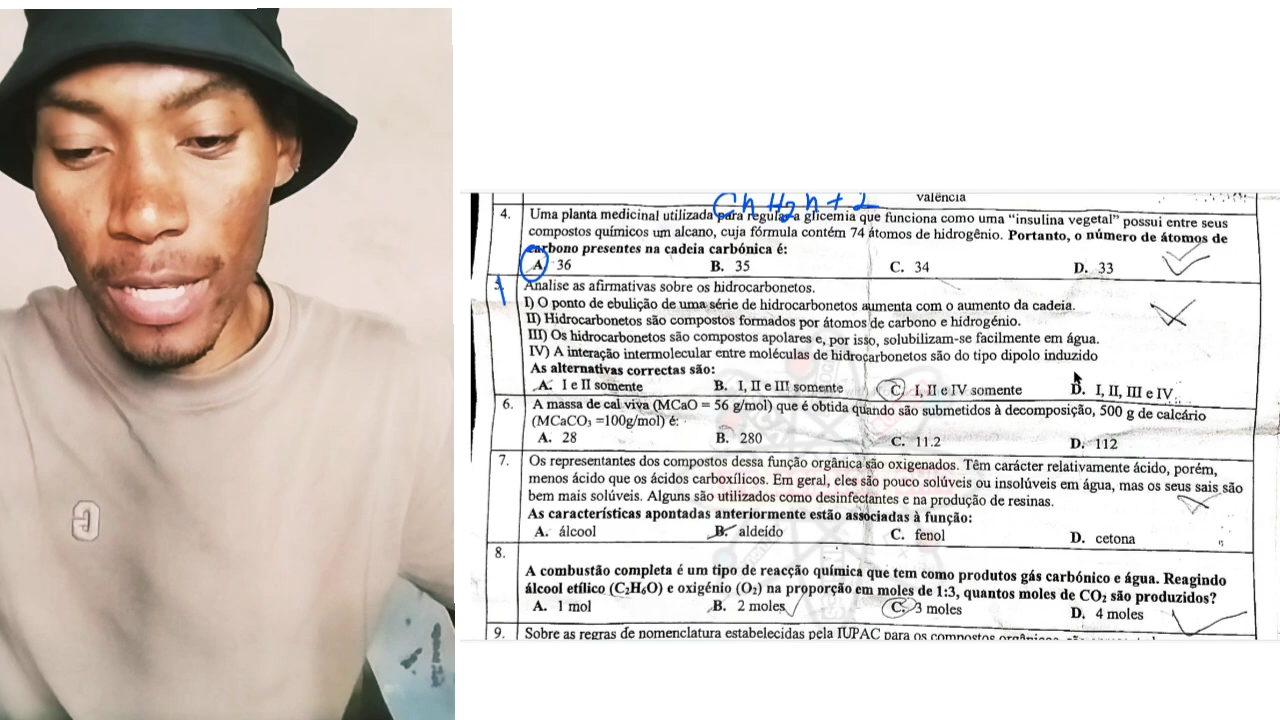 valência
CnH2n+2
4. Uma planta medicinal utilizada para regular a glicemia que funciona como uma “insulina vegetal” possui entre seus
compostos químicos um alcano, cuja fórmula contém 74 átomos de hidrogênio. Portanto, o número de átomos de
carbono presentes na cadeia carbónica é:
A. 36 B. 35 C. 34 D. 33
5. Analise as afirmativas sobre os hidrocarbonetos.
I) O ponto de ebulição de uma série de hidrocarbonetos aumenta com o aumento da cadeia.
II) Hidrocarbonetos são compostos formados por átomos de carbono e hidrogénio.
III) Os hidrocarbonetos são compostos apolares e, por isso, solubilizam-se facilmente em água.
IV) A interação intermolecular entre moléculas de hidrocarbonetos são do tipo dipolo induzido
As alternativas correctas são:
A. I e II somente B. I, II e III somente C. I, II e IV somente D. I, II, III e IV
6. A massa de cal viva (MCaO = 56 g/mol) que é obtida quando são submetidos à decomposição, 500 g de calcário
(MCaCO₃ =100g/mol) é:
A. 28 B. 280 C. 11.2 D. 112
7. Os representantes dos compostos dessa função orgânica são oxigenados. Têm carácter relativamente ácido, porém,
menos ácido que os ácidos carboxílicos. Em geral, eles são pouco solúveis ou insolúveis em água, mas os seus sais são
bem mais solúveis. Alguns são utilizados como desinfectantes e na produção de resinas.
As características apontadas anteriormente estão associadas à função:
A. álcool B. aldeído C. fenol D. cetona
8.
A combustão completa é um tipo de reacção química que tem como produtos gás carbónico e água. Reagindo
álcool etílico (C₂H₆O) e oxigénio (O₂) na proporção em moles de 1:3, quantos moles de CO₂ são produzidos?
A. 1 mol B. 2 moles C. 3 moles D. 4 moles
9. Sobre as regras de nomenclatura estabelecidas pela IUPAC para os compostos